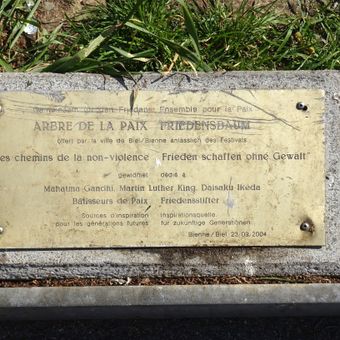 Gemeinsam für den Frieden Ensemble pour la Paix
ARBRE DE LA PAIX FRIEDENSBAUM
offert par la ville de Biel/Bienne anlässlich des Festivals
es chemins de la non-violence Frieden schaffen ohne Gewalt
gewidmet dédié à
Mahatma Gandhi, Martin Luther King, Daisaku Ikeda
Bâtisseurs de Paix Friedensstifter
Sources d'inspiration Inspirationsquelle
pour les générations futures für zukünftige Generationen
Bienne / Biel 23.09.2004